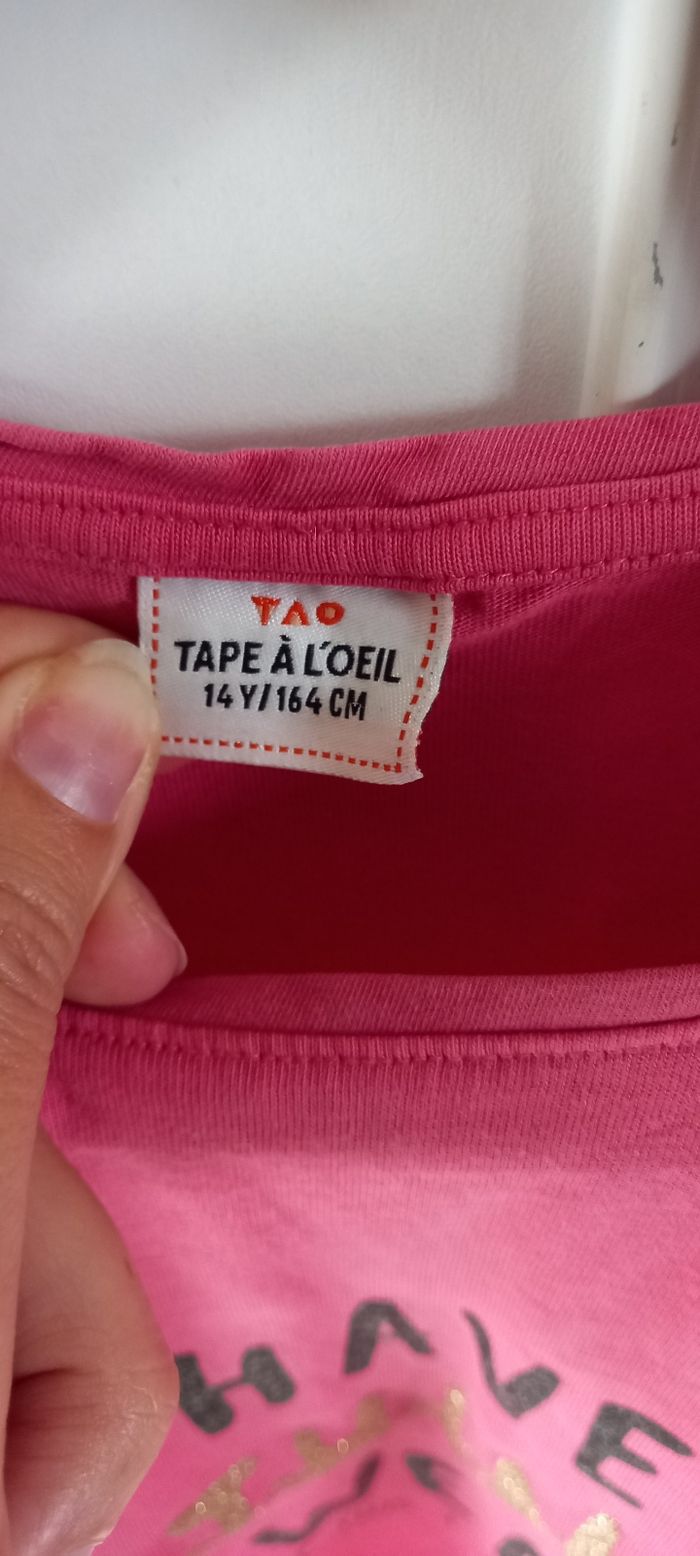 TAO
TAPE À L'OEIL
14 Y/164 CM
HAVE